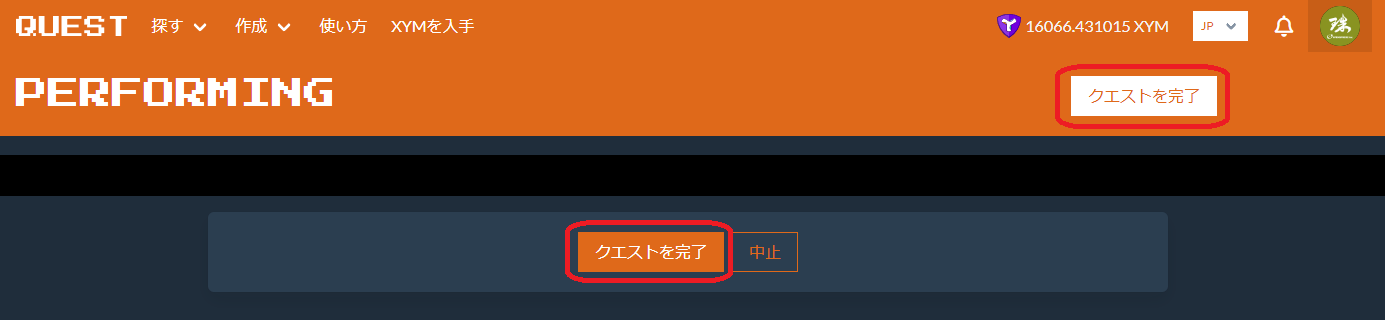 QUEST 探す 作成 使い方 XYMを入手 16066.431015 XYM JP 瑛
PERFORMING クエストを完了
クエストを完了 中止